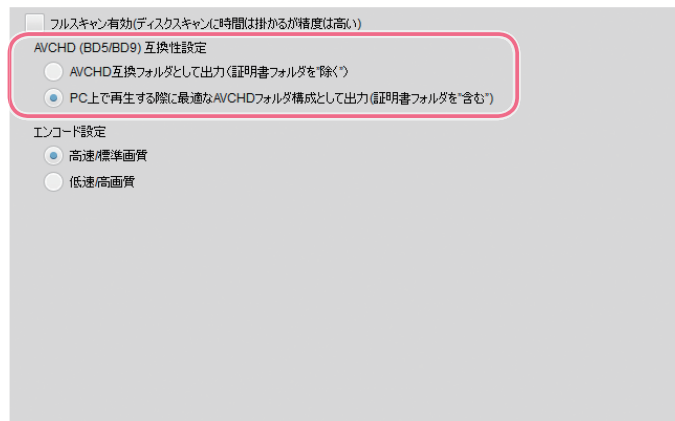 フルスキャン有効(ディスクスキャンに時間は掛かるが精度は高い)
AVCHD (BD5/BD9) 互換性設定
AVCHD互換フォルダとして出力(証明書フォルダを"除く")
PC上で再生する際に最適なAVCHDフォルダ構成として出力(証明書フォルダを"含む")
エンコード設定
高速/標準画質
低速/高画質